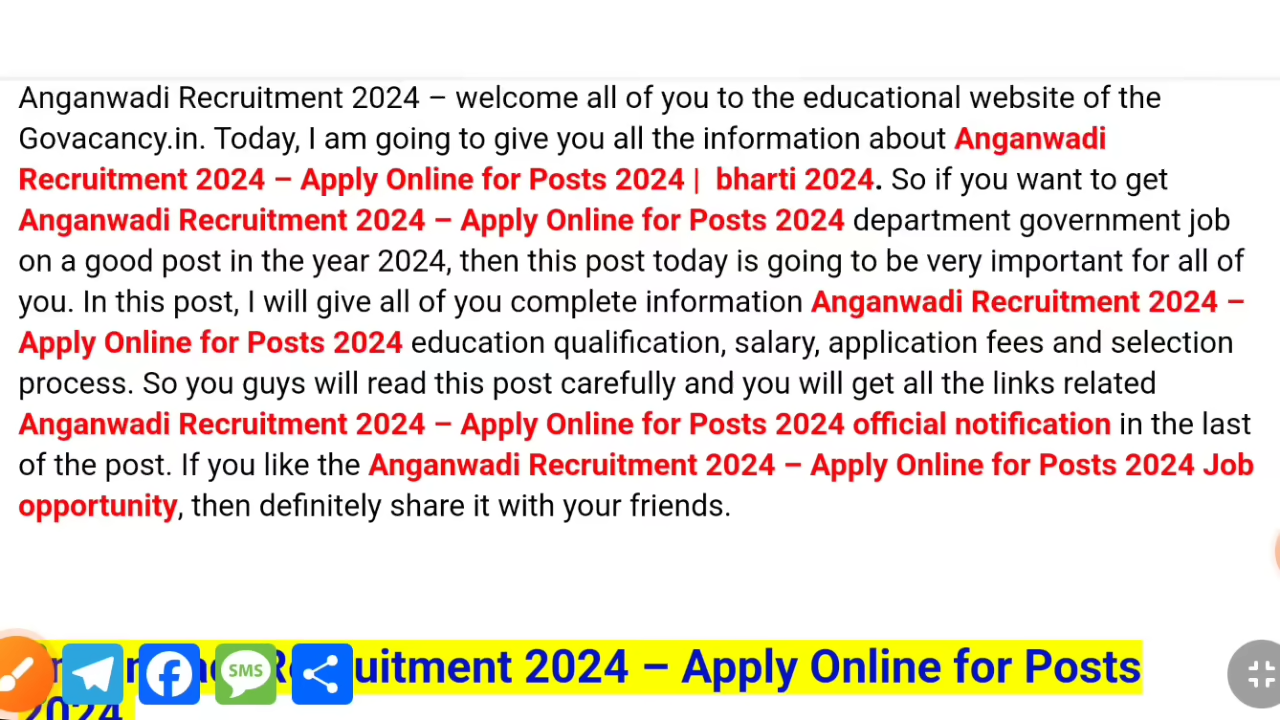 Anganwadi Recruitment 2024 – welcome all of you to the educational website of the
Govacancy.in. Today, I am going to give you all the information about Anganwadi
Recruitment 2024 – Apply Online for Posts 2024 | bharti 2024. So if you want to get
Anganwadi Recruitment 2024 – Apply Online for Posts 2024 department government job
on a good post in the year 2024, then this post today is going to be very important for all of
you. In this post, I will give all of you complete information Anganwadi Recruitment 2024 –
Apply Online for Posts 2024 education qualification, salary, application fees and selection
process. So you guys will read this post carefully and you will get all the links related
Anganwadi Recruitment 2024 – Apply Online for Posts 2024 official notification in the last
of the post. If you like the Anganwadi Recruitment 2024 – Apply Online for Posts 2024 Job
opportunity, then definitely share it with your friends.
uitment 2024 – Apply Online for Posts
2024
SMS